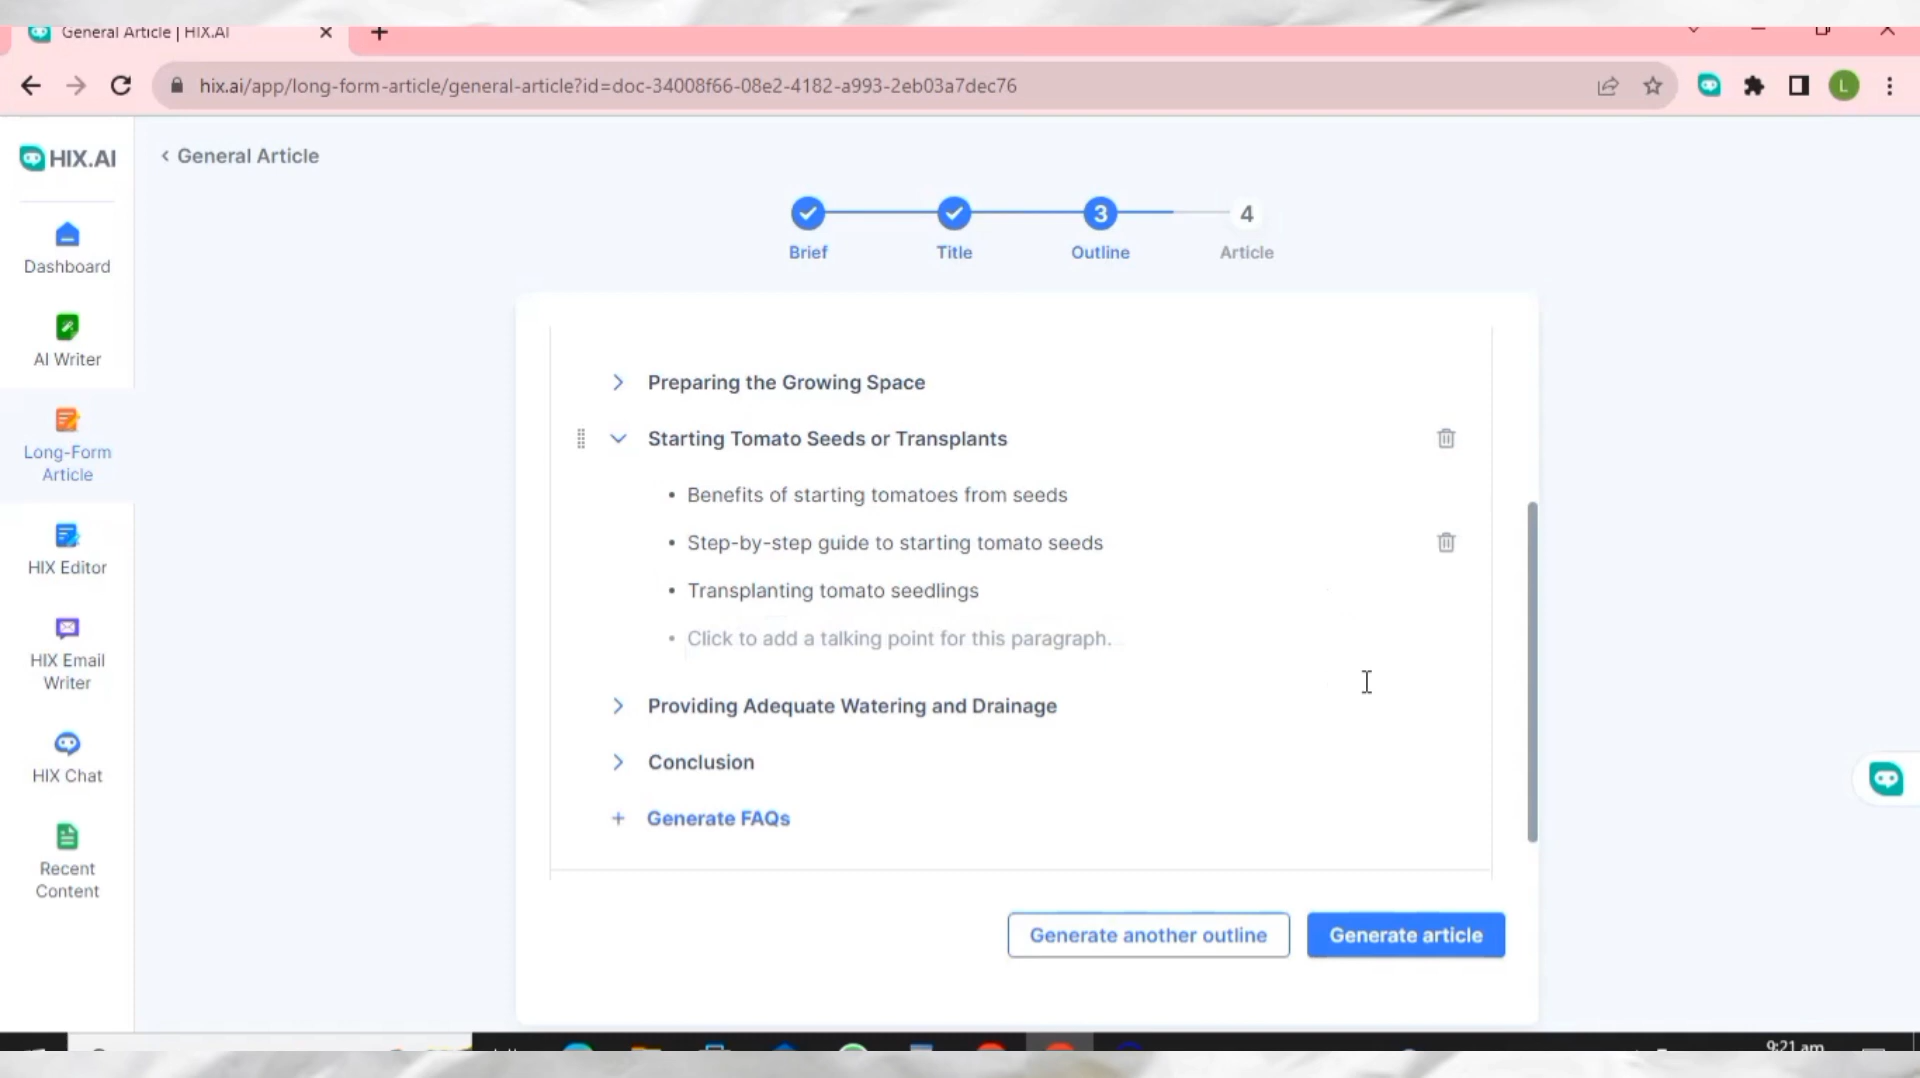 General Article | HIX.AI
hix.ai/app/long-form-article/general-article?id=doc-34008f66-08e2-4182-a993-2eb03a7dec76
L
HIX.AI
General Article
Dashboard
AI Writer
Long-Form
Article
HIX Editor
HIX Email
Writer
HIX Chat
Recent
Content
3
4
Brief
Title
Outline
Article
Preparing the Growing Space
Starting Tomato Seeds or Transplants
• Benefits of starting tomatoes from seeds
• Step-by-step guide to starting tomato seeds
• Transplanting tomato seedlings
• Click to add a talking point for this paragraph.
Providing Adequate Watering and Drainage
Conclusion
+ Generate FAQs
Generate another outline
Generate article
9:21 am